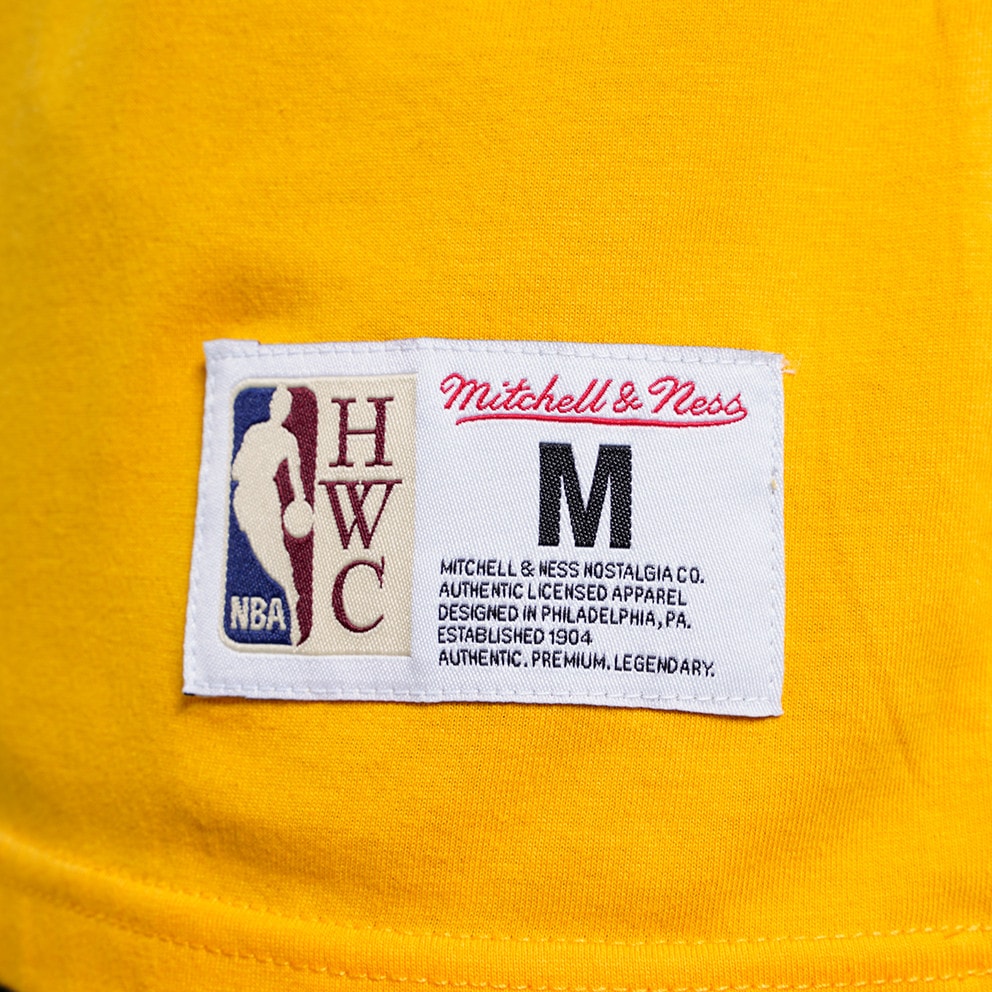 NBA
H
W
C
Mitchell & Ness
M
MITCHELL & NESS NOSTALGIA CO.
AUTHENTIC LICENSED APPAREL
DESIGNED IN PHILADELPHIA, PA.
ESTABLISHED 1904
AUTHENTIC. PREMIUM. LEGENDARY.